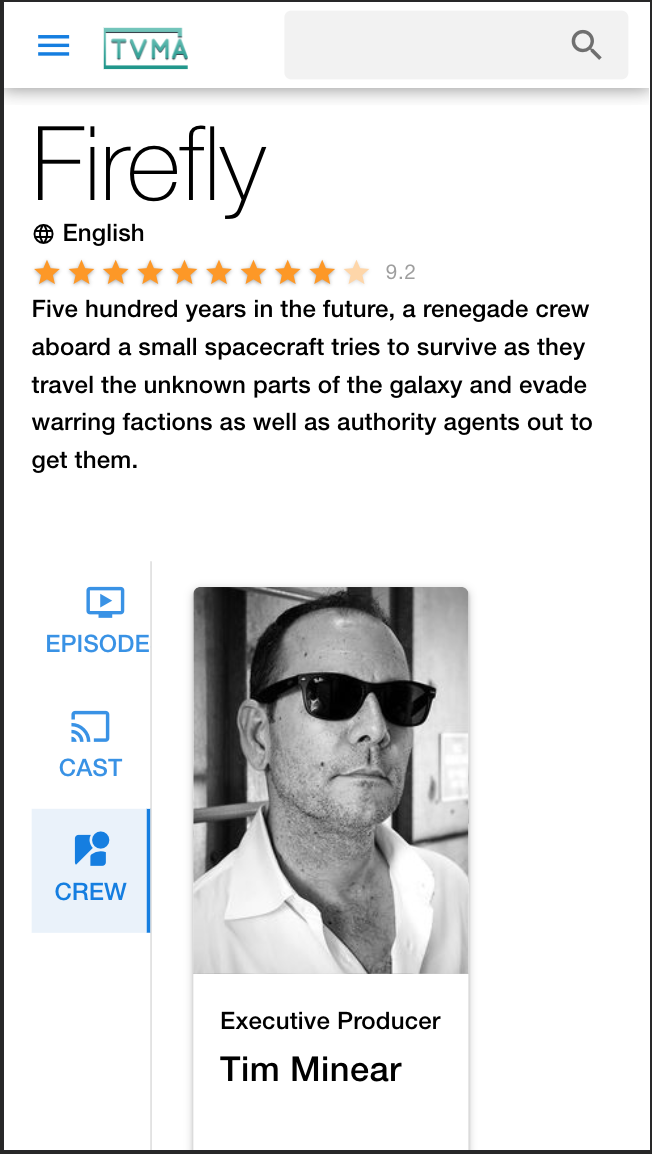 TVMA
Firefly
English
9.2
Five hundred years in the future, a renegade crew
aboard a small spacecraft tries to survive as they
travel the unknown parts of the galaxy and evade
warring factions as well as authority agents out to
get them.
EPISODE
CAST
CREW
Executive Producer
Tim Minear